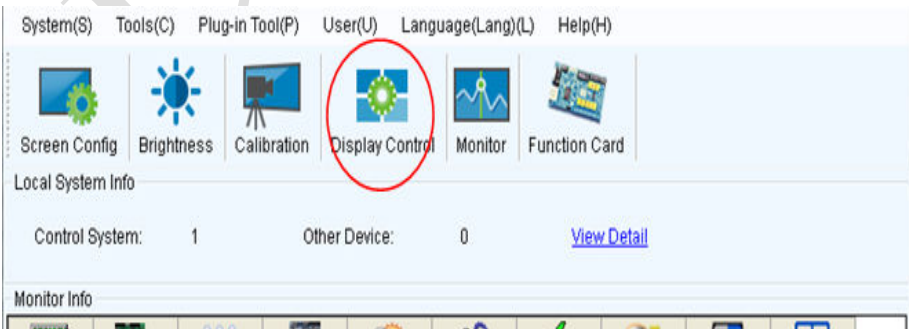 System(S) Tools(C) Plug-in Tool(P) User(U) Language(Lang)(L) Help(H)
Screen Config Brightness Calibration Display Control Monitor Function Card
Local System Info
Control System: 1 Other Device: 0 View Detail
Monitor Info